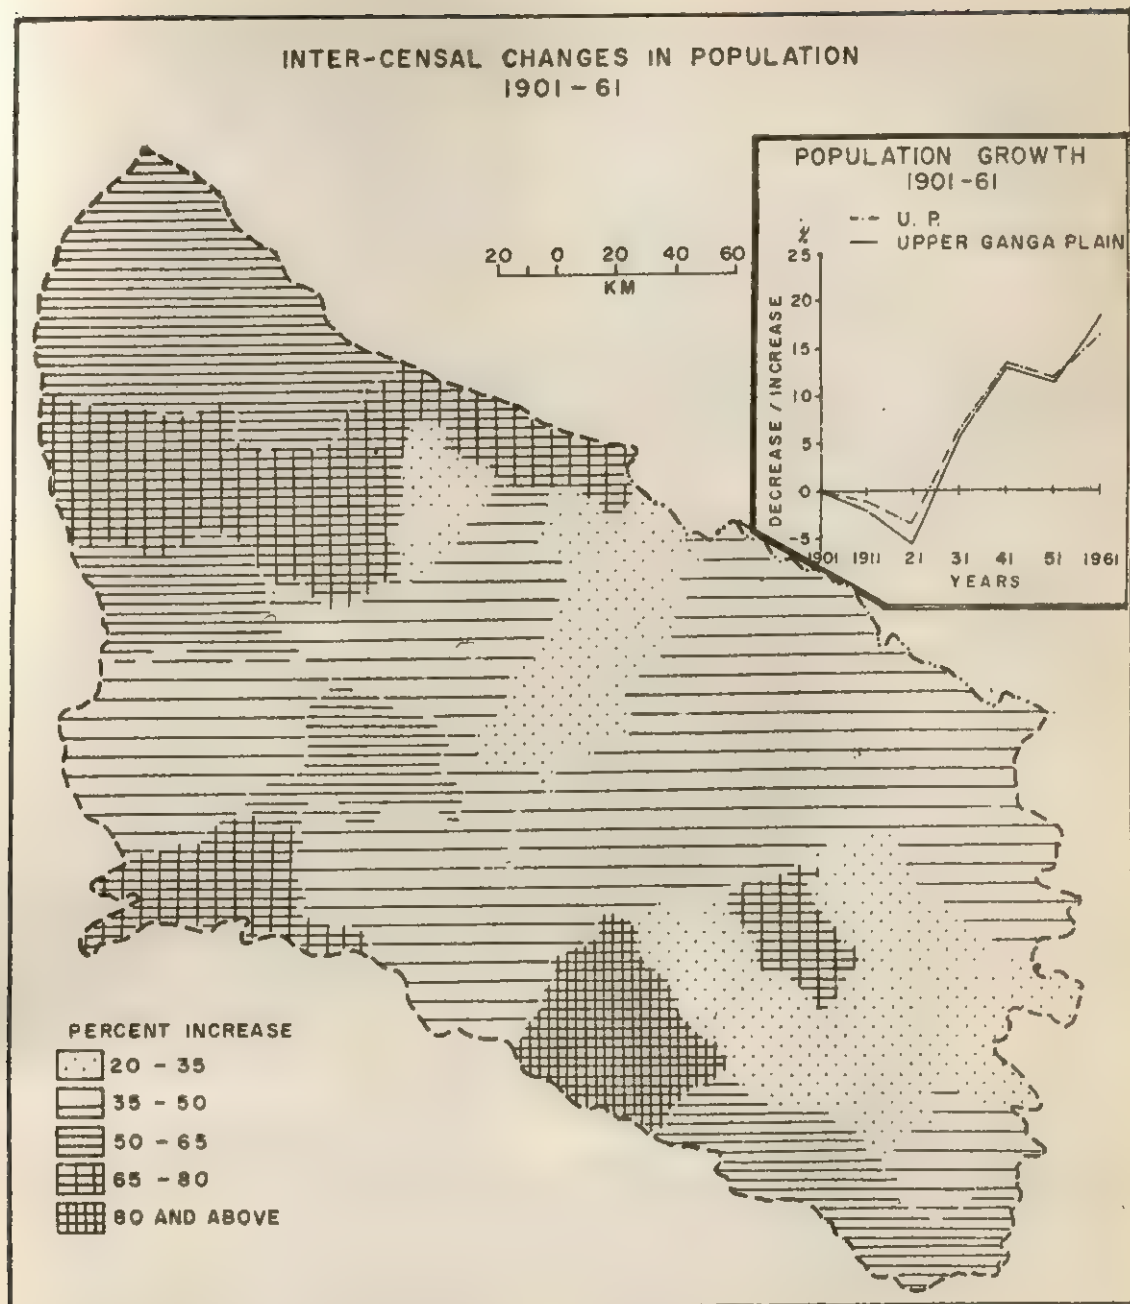 INTER-CENSAL CHANGES IN POPULATION
1901-61
POPULATION GROWTH
1901-61
U. P.
UPPER GANGA PLAIN
%
25
20
15
10
5
0
-5
DECREASE / INCREASE
1901 1911 21 31 41 51 1961
YEARS
20 0 20 40 60
KM
PERCENT INCREASE
20 - 35
35 - 50
50 - 65
65 - 80
80 AND ABOVE